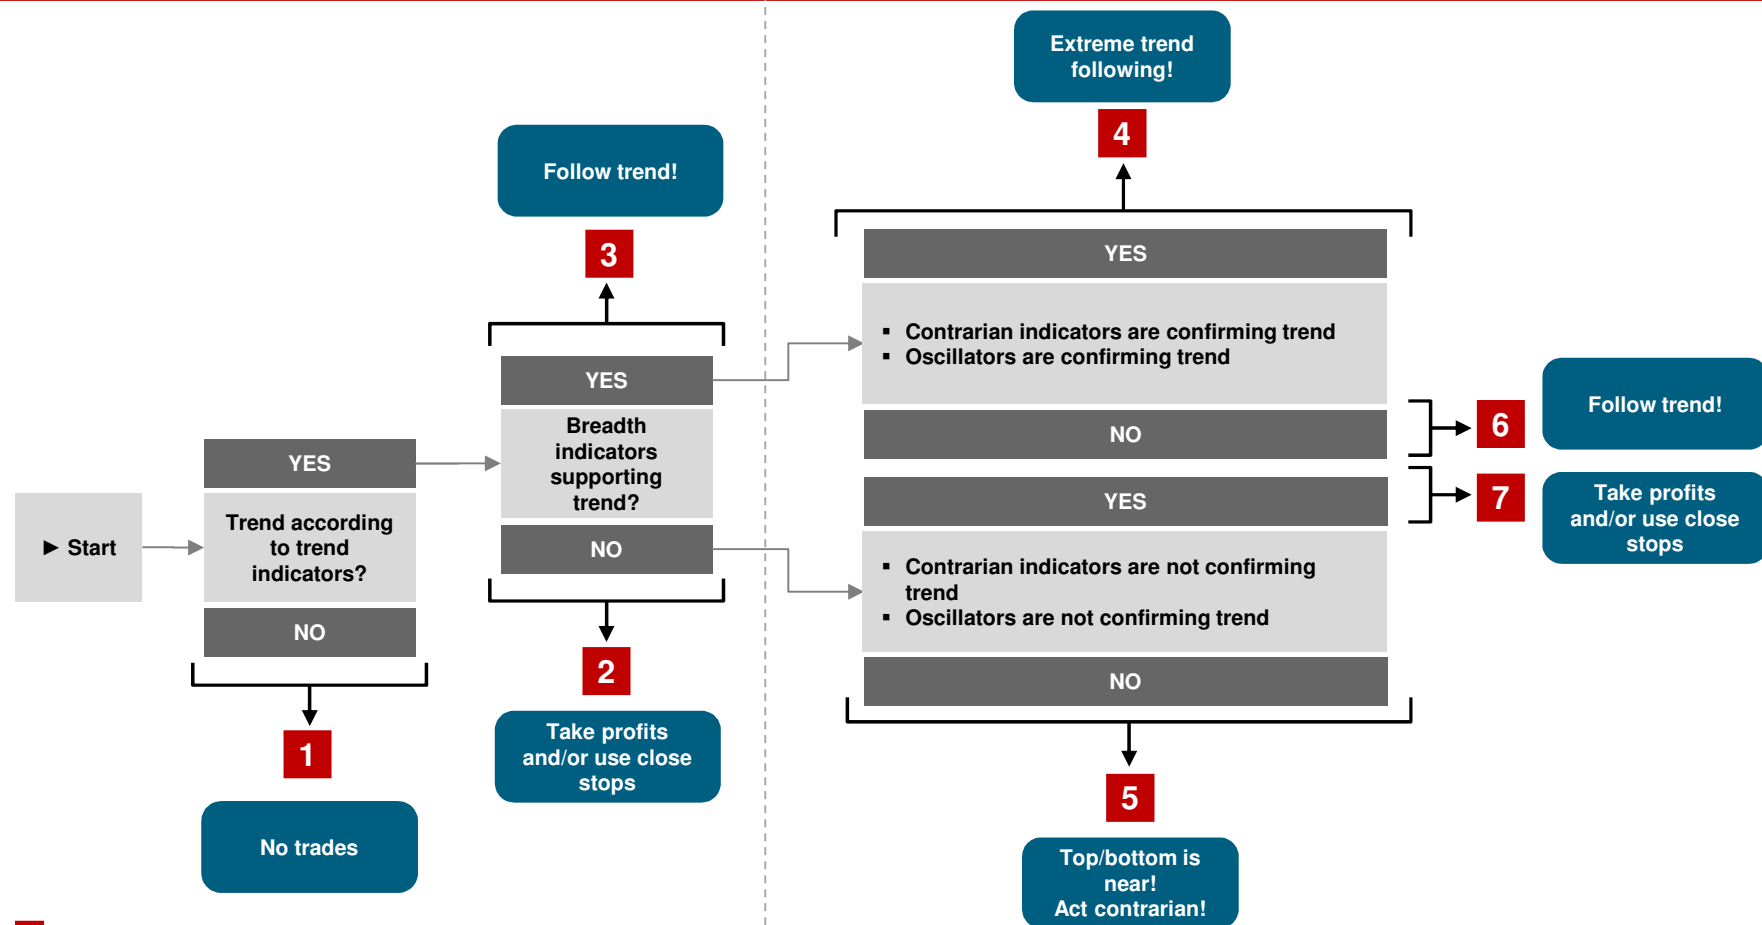 ► Start
YES
Trend according
to trend
indicators?
NO
1
No trades
Follow trend!
3
YES
Breadth
indicators
supporting
trend?
NO
2
Take profits
and/or use close
stops
Extreme trend
following!
4
YES
▪ Contrarian indicators are confirming trend
▪ Oscillators are confirming trend
NO
6
Follow trend!
YES
7
Take profits
and/or use close
stops
▪ Contrarian indicators are not confirming
trend
▪ Oscillators are not confirming trend
NO
5
Top/bottom is
near!
Act contrarian!